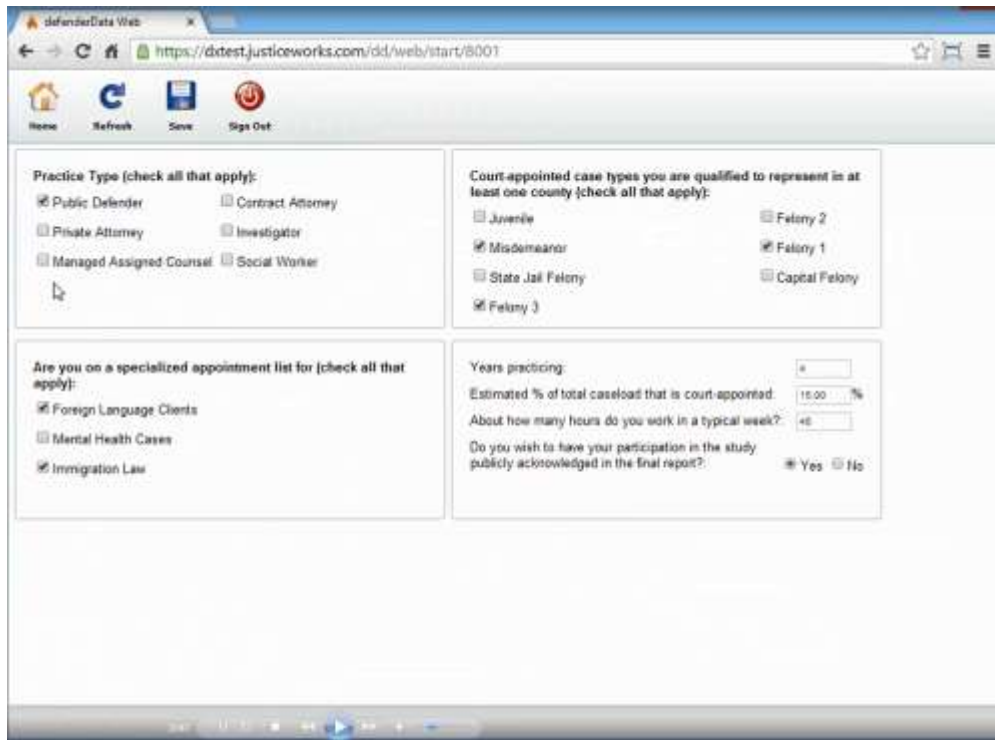 defenderData Web
https://dxtest.justiceworks.com/dd/web/start/8001
Home Refresh Save Sign Out
Practice Type (check all that apply):
Public Defender Contract Attorney
Private Attorney Investigator
Managed Assigned Counsel Social Worker
Court-appointed case types you are qualified to represent in at
least one county (check all that apply):
Juvenile Felony 2
Misdemeanor Felony 1
State Jail Felony Capital Felony
Felony 3
Are you on a specialized appointment list for (check all that
apply):
Foreign Language Clients
Mental Health Cases
Immigration Law
Years practicing:
Estimated % of total caseload that is court-appointed: 15.00 %
About how many hours do you work in a typical week?:
Do you wish to have your participation in the study
publicly acknowledged in the final report?: Yes No